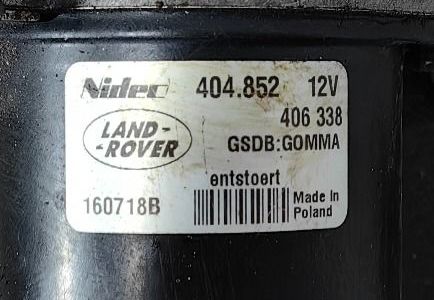 Nidec 404.852 12V
LAND-
-ROVER
406 338
GSDB:GOMMA
entstoert
160718B
Made In
Poland